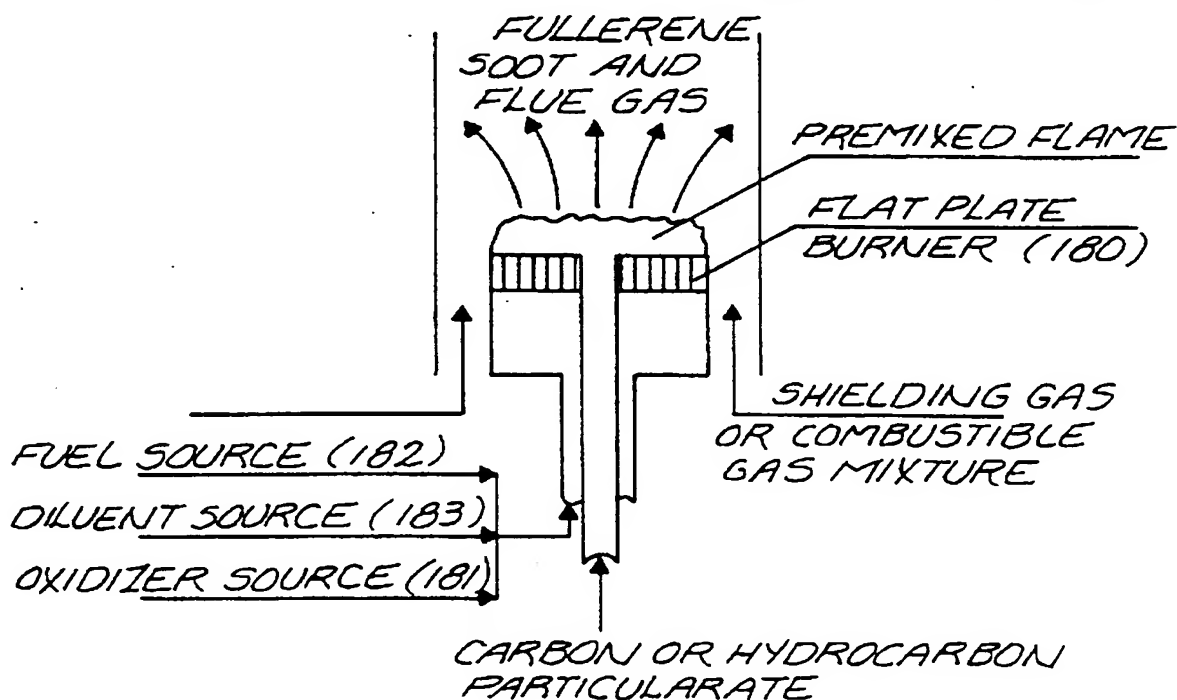 FULLERENE
SOOT AND
FLUE GAS
PREMIXED FLAME
FLAT PLATE
BURNER (180)
SHIELDING GAS
OR COMBUSTIBLE
GAS MIXTURE
FUEL SOURCE (182)
DILUENT SOURCE (183)
OXIDIZER SOURCE (181)
CARBON OR HYDROCARBON
PARTICULARATE